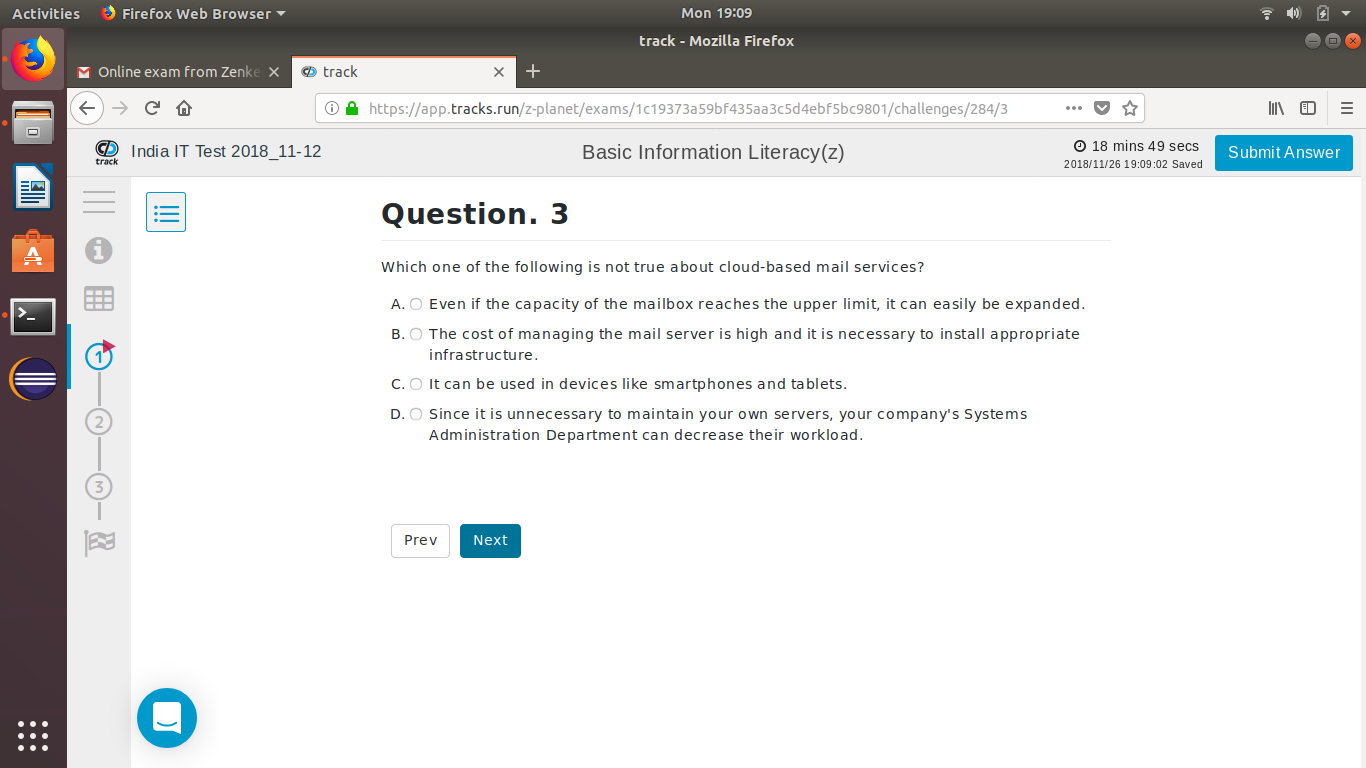 Activities Firefox Web Browser Mon 19:09
track - Mozilla Firefox
Online exam from Zenke track
https://app.tracks.run/z-planet/exams/1c19373a59bf435aa3c5d4ebf5bc9801/challenges/284/3
track India IT Test 2018_11-12 Basic Information Literacy(z) 18 mins 49 secs
2018/11/26 19:09:02 Saved
Submit Answer
Question. 3
Which one of the following is not true about cloud-based mail services?
A. Even if the capacity of the mailbox reaches the upper limit, it can easily be expanded.
B. The cost of managing the mail server is high and it is necessary to install appropriate
infrastructure.
C. It can be used in devices like smartphones and tablets.
D. Since it is unnecessary to maintain your own servers, your company's Systems
Administration Department can decrease their workload.
1
2
3
Prev Next